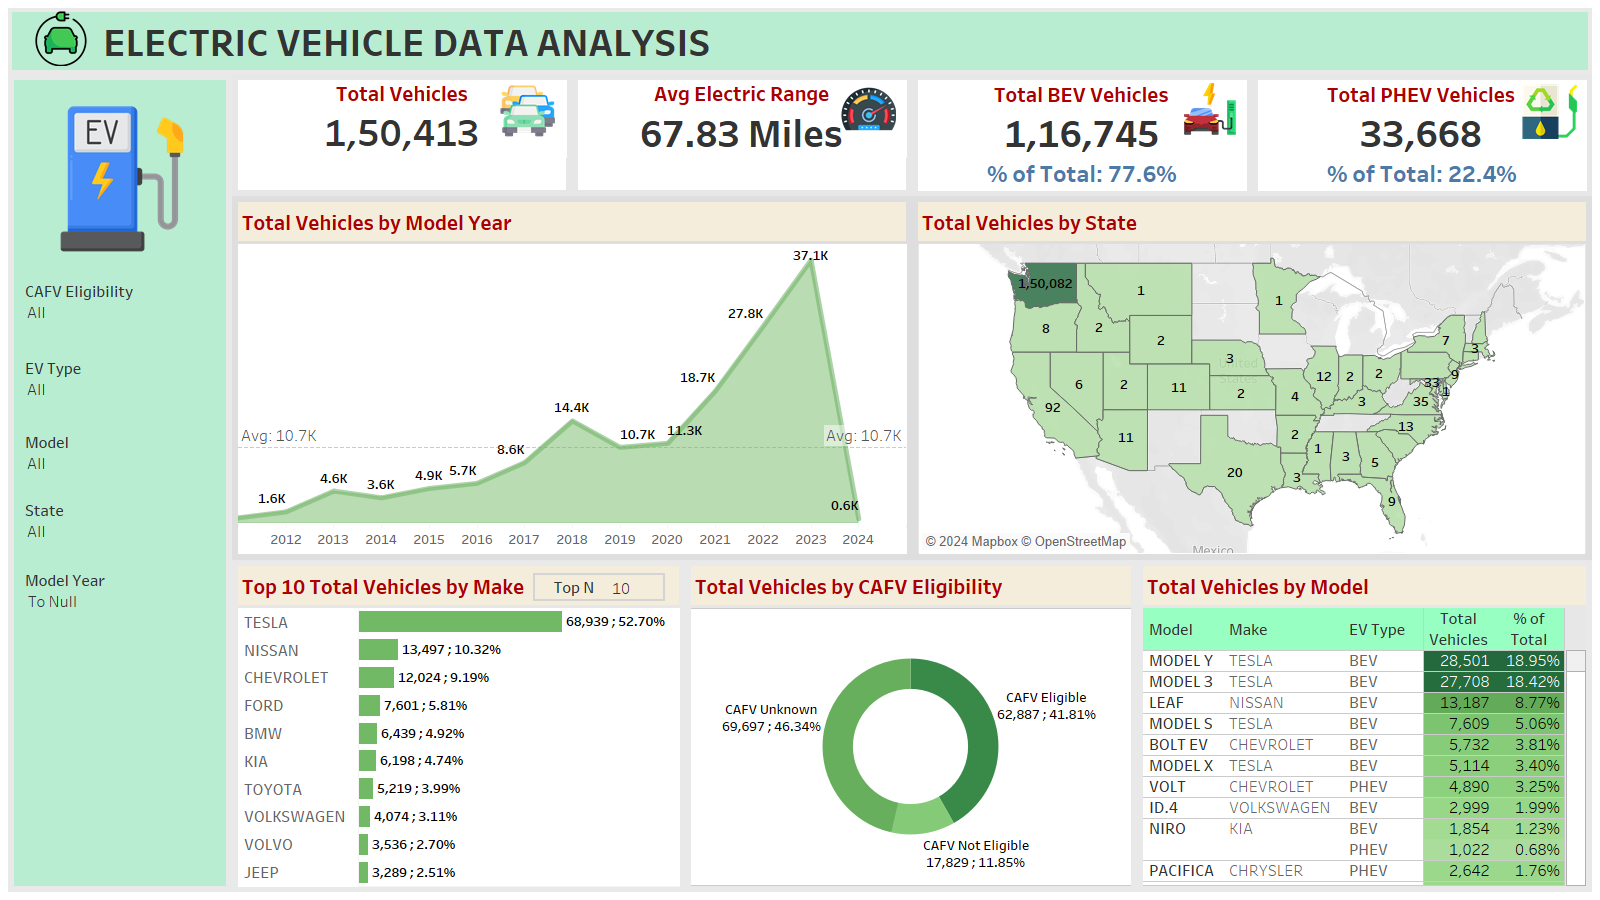 ELECTRIC VEHICLE DATA ANALYSIS
EV
CAFV Eligibility
All
EV Type
All
Model
All
State
All
Model Year
To Null
Total Vehicles
1,50,413
Avg Electric Range
67.83 Miles
Total BEV Vehicles
1,16,745
% of Total: 77.6%
Total PHEV Vehicles
33,668
% of Total: 22.4%
Total Vehicles by Model Year
37.1K
27.8K
18.7K
14.4K
Avg: 10.7K
10.7K
11.3K
Avg: 10.7K
8.6K
4.6K
3.6K
4.9K
5.7K
1.6K
0.6K
2012 2013 2014 2015 2016 2017 2018 2019 2020 2021 2022 2023 2024
Total Vehicles by State
1,50,082
1
1
8
2
2
7
3
3
6
2
11
2
12
2
2
9
33
1
92
4
3
35
11
2
13
1
3
5
20
3
9
United States
Mexico
© 2024 Mapbox © OpenStreetMap
Top 10 Total Vehicles by Make
Top N 10
TESLA 68,939 ; 52.70%
NISSAN 13,497 ; 10.32%
CHEVROLET 12,024 ; 9.19%
FORD 7,601 ; 5.81%
BMW 6,439 ; 4.92%
KIA 6,198 ; 4.74%
TOYOTA 5,219 ; 3.99%
VOLKSWAGEN 4,074 ; 3.11%
VOLVO 3,536 ; 2.70%
JEEP 3,289 ; 2.51%
Total Vehicles by CAFV Eligibility
CAFV Eligible
62,887 ; 41.81%
CAFV Unknown
69,697 ; 46.34%
CAFV Not Eligible
17,829 ; 11.85%
Total Vehicles by Model
Model Make EV Type Total Vehicles % of Total
MODEL Y TESLA BEV 28,501 18.95%
MODEL 3 TESLA BEV 27,708 18.42%
LEAF NISSAN BEV 13,187 8.77%
MODEL S TESLA BEV 7,609 5.06%
BOLT EV CHEVROLET BEV 5,732 3.81%
MODEL X TESLA BEV 5,114 3.40%
VOLT CHEVROLET PHEV 4,890 3.25%
ID.4 VOLKSWAGEN BEV 2,999 1.99%
NIRO KIA BEV 1,854 1.23%
PHEV 1,022 0.68%
PACIFICA CHRYSLER PHEV 2,642 1.76%